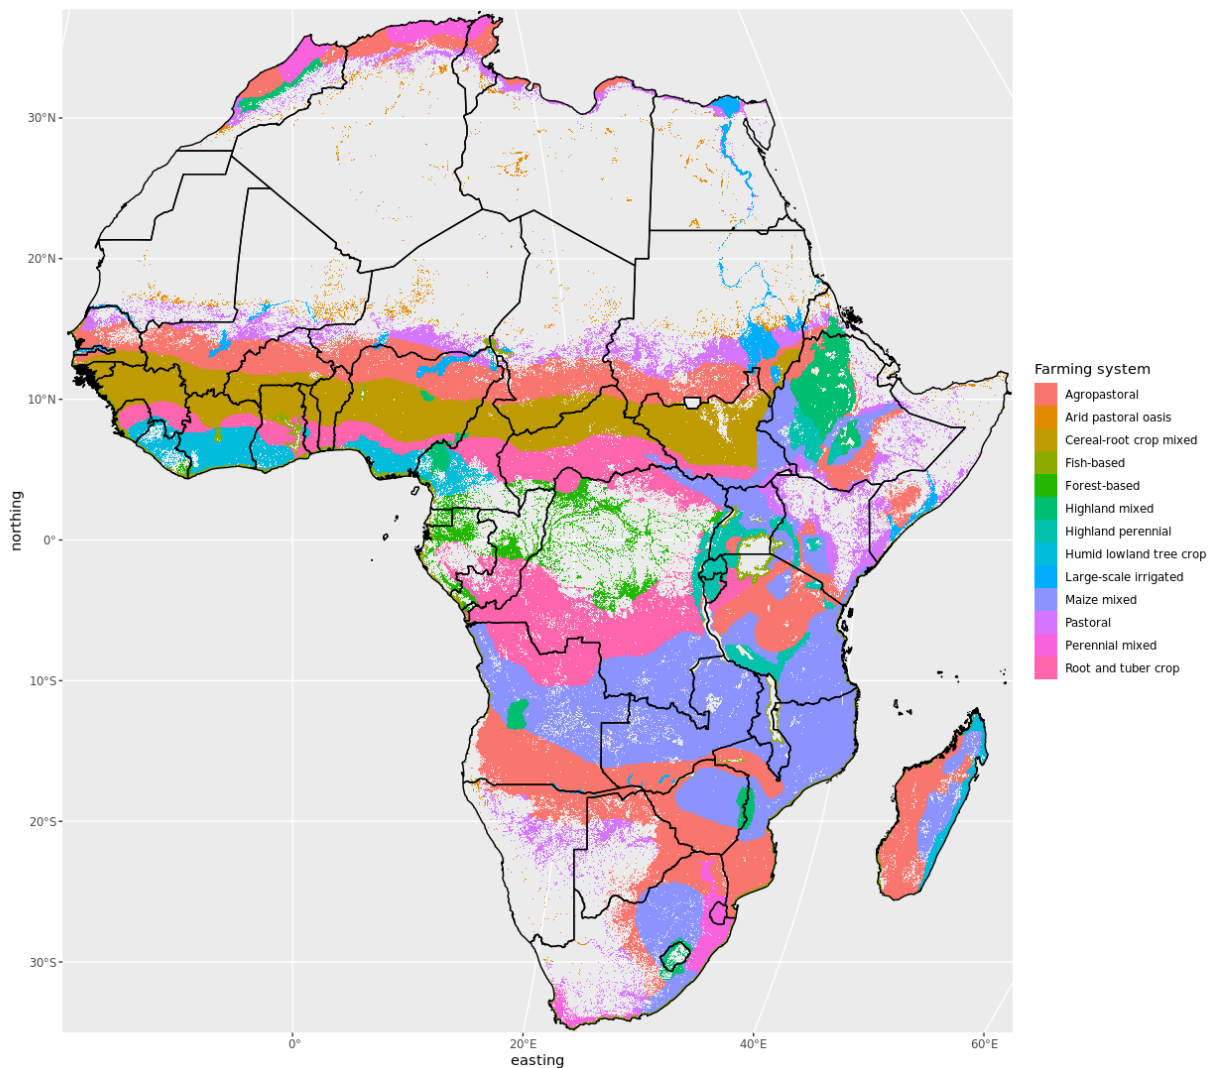 30°N
20°N
10°N
0°
10°S
20°S
30°S
northing
0°
20°E
40°E
60°E
easting
Farming system
Agropastoral
Arid pastoral oasis
Cereal-root crop mixed
Fish-based
Forest-based
Highland mixed
Highland perennial
Humid lowland tree crop
Large-scale irrigated
Maize mixed
Pastoral
Perennial mixed
Root and tuber crop